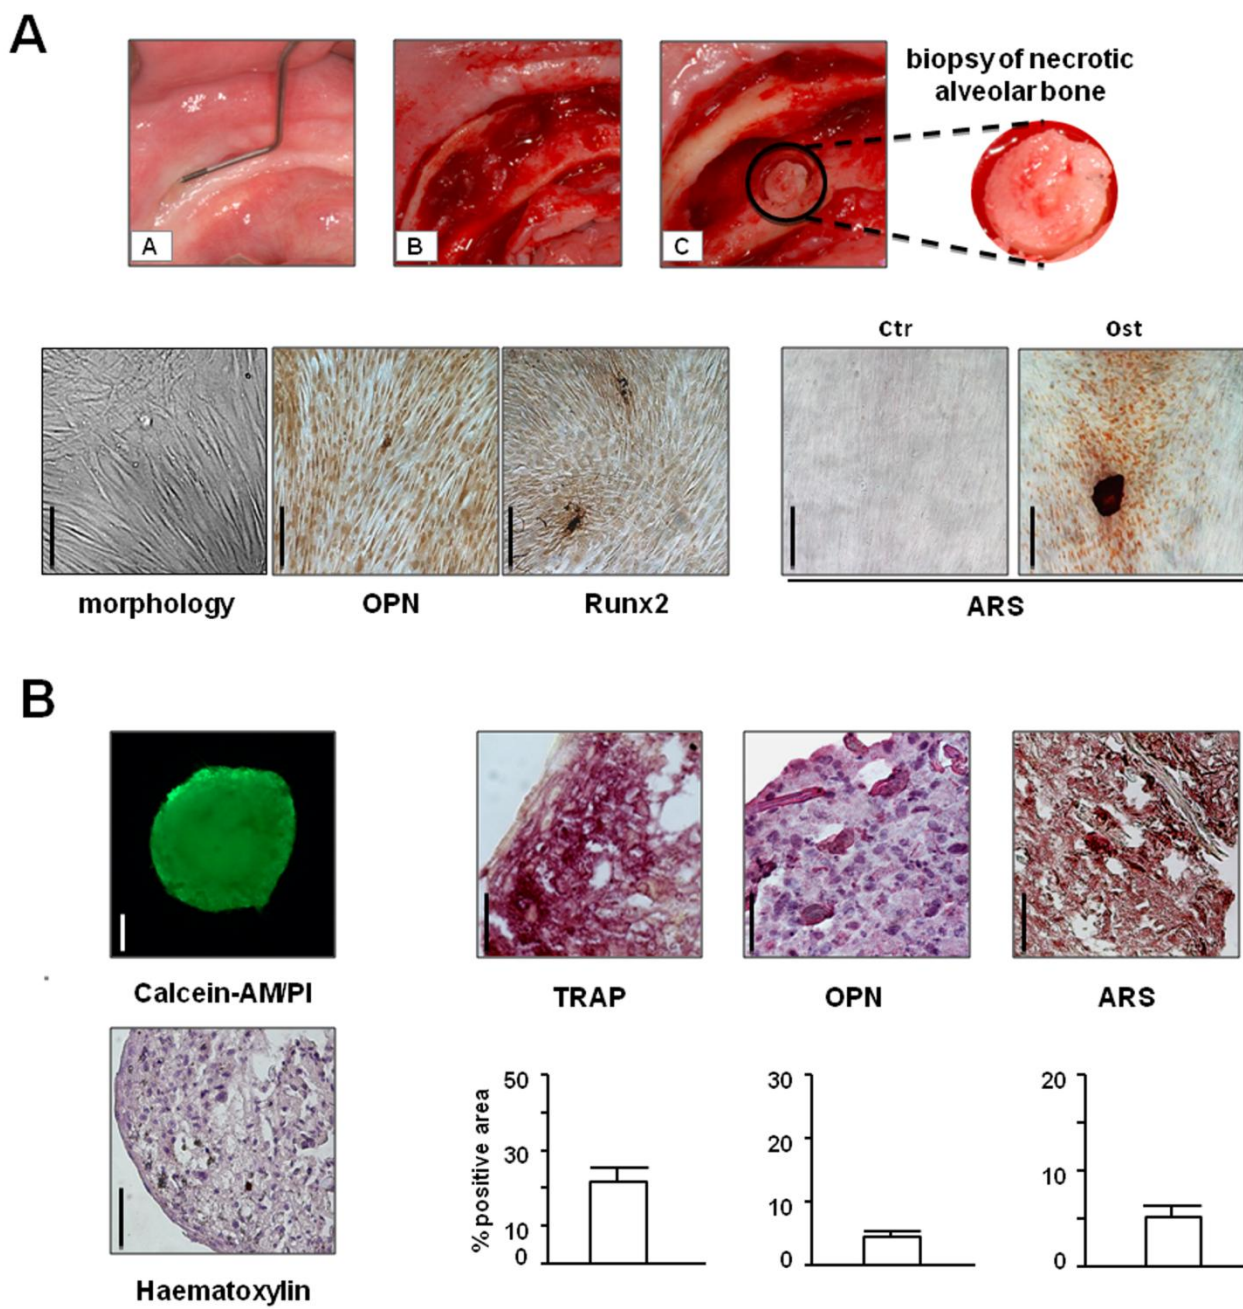 A
biopsy of necrotic
alveolar bone
A
B
C
Ctr
Ost
morphology
OPN
Runx2
ARS
B
Calcein-AM/PI
TRAP
OPN
ARS
Haematoxylin
% positive area
50
30
10
0
30
20
10
0
20
10
0